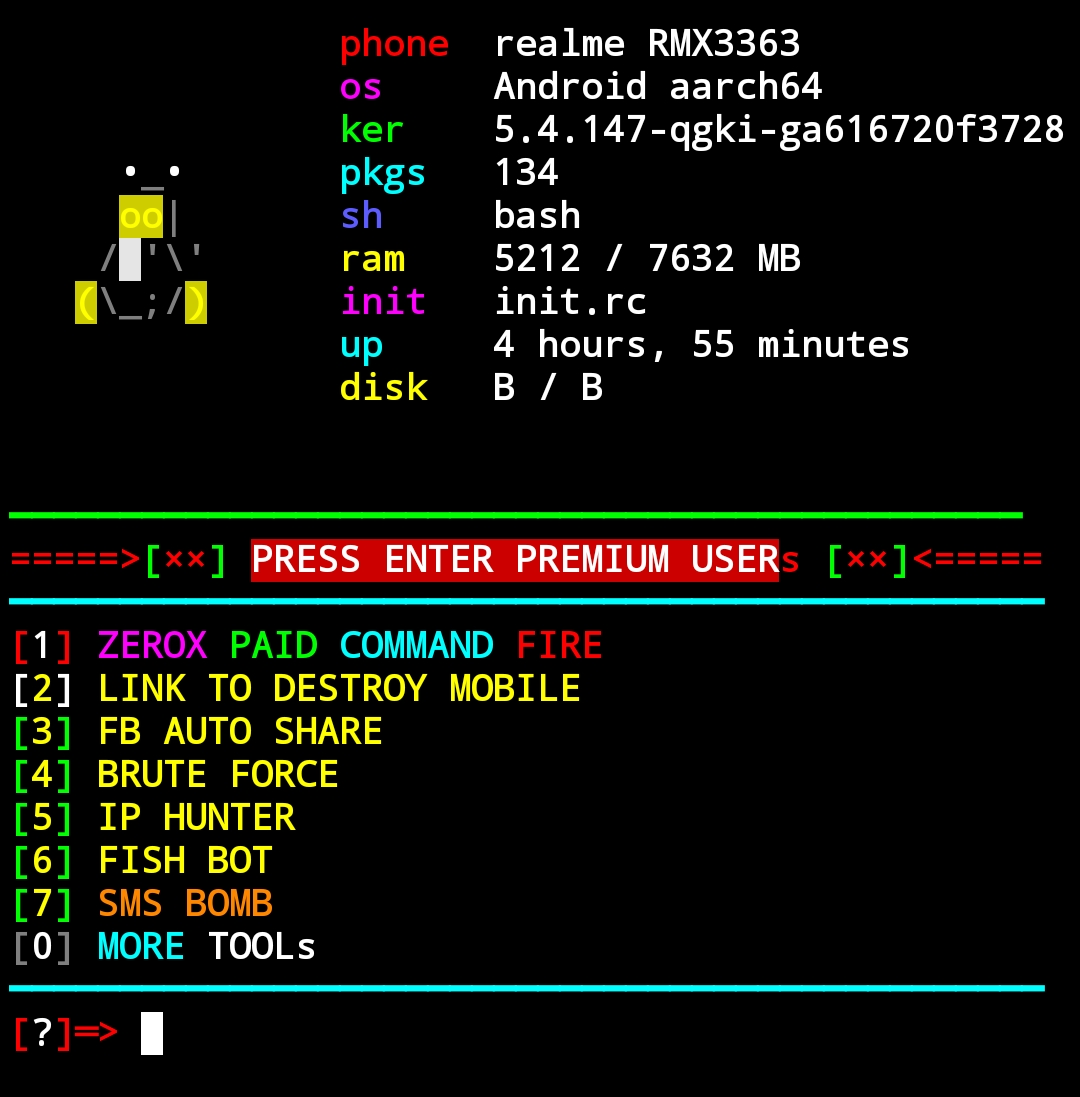 phone realme RMX3363
os Android aarch64
ker 5.4.147-qgki-ga616720f3728
pkgs 134
sh bash
ram 5212 / 7632 MB
init init.rc
up 4 hours, 55 minutes
disk B / B
• _ •
oo|
/ '\'
(\_;/)
=====>[××] PRESS ENTER PREMIUM USERs [××]<=====
[1] ZEROX PAID COMMAND FIRE
[2] LINK TO DESTROY MOBILE
[3] FB AUTO SHARE
[4] BRUTE FORCE
[5] IP HUNTER
[6] FISH BOT
[7] SMS BOMB
[0] MORE TOOLs
[?]=>